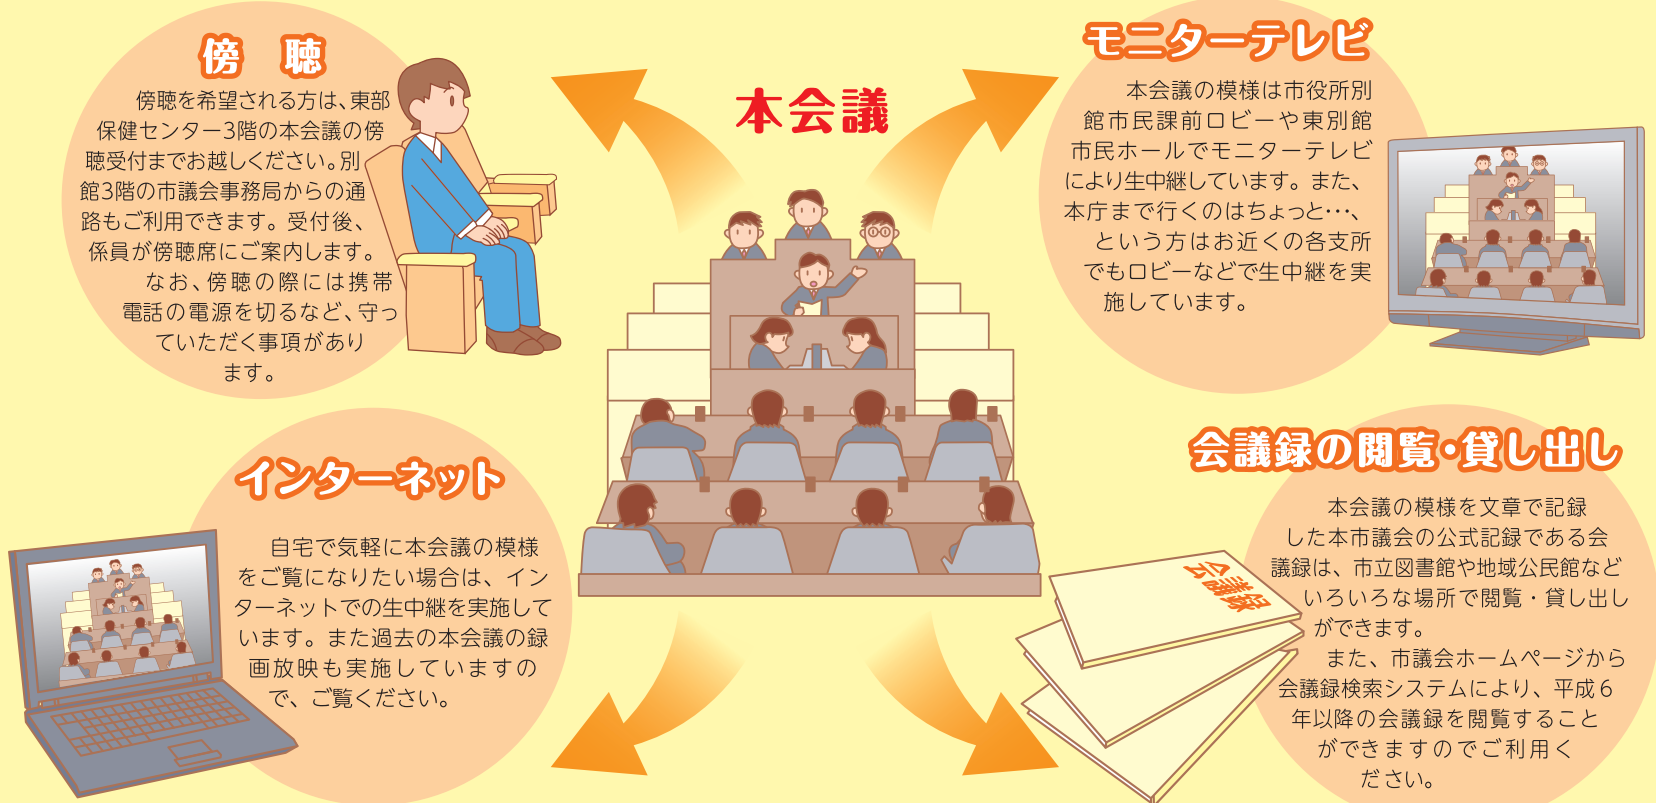 本会議
傍　聴
傍聴を希望される方は、東部
保健センター3階の本会議の傍
聴受付までお越しください。別
館3階の市議会事務局からの通
路もご利用できます。受付後、
係員が傍聴席にご案内します。
なお、傍聴の際には携帯
電話の電源を切るなど、守っ
ていただく事項があり
ます。
モニターテレビ
本会議の模様は市役所別
館市民課前ロビーや東別館
市民ホールでモニターテレビ
により生中継しています。また、
本庁まで行くのはちょっと…、
という方はお近くの各支所
でもロビーなどで生中継を実
施しています。
インターネット
自宅で気軽に本会議の模様
をご覧になりたい場合は、イン
ターネットでの生中継を実施して
います。また過去の本会議の録
画放映も実施していますの
で、ご覧ください。
会議録の閲覧・貸し出し
本会議の模様を文章で記録
した本市議会の公式記録である会
議録は、市立図書館や地域公民館など
いろいろな場所で閲覧・貸し出し
ができます。
また、市議会ホームページから
会議録検索システムにより、平成６
年以降の会議録を閲覧すること
ができますのでご利用く
ださい。
会議録